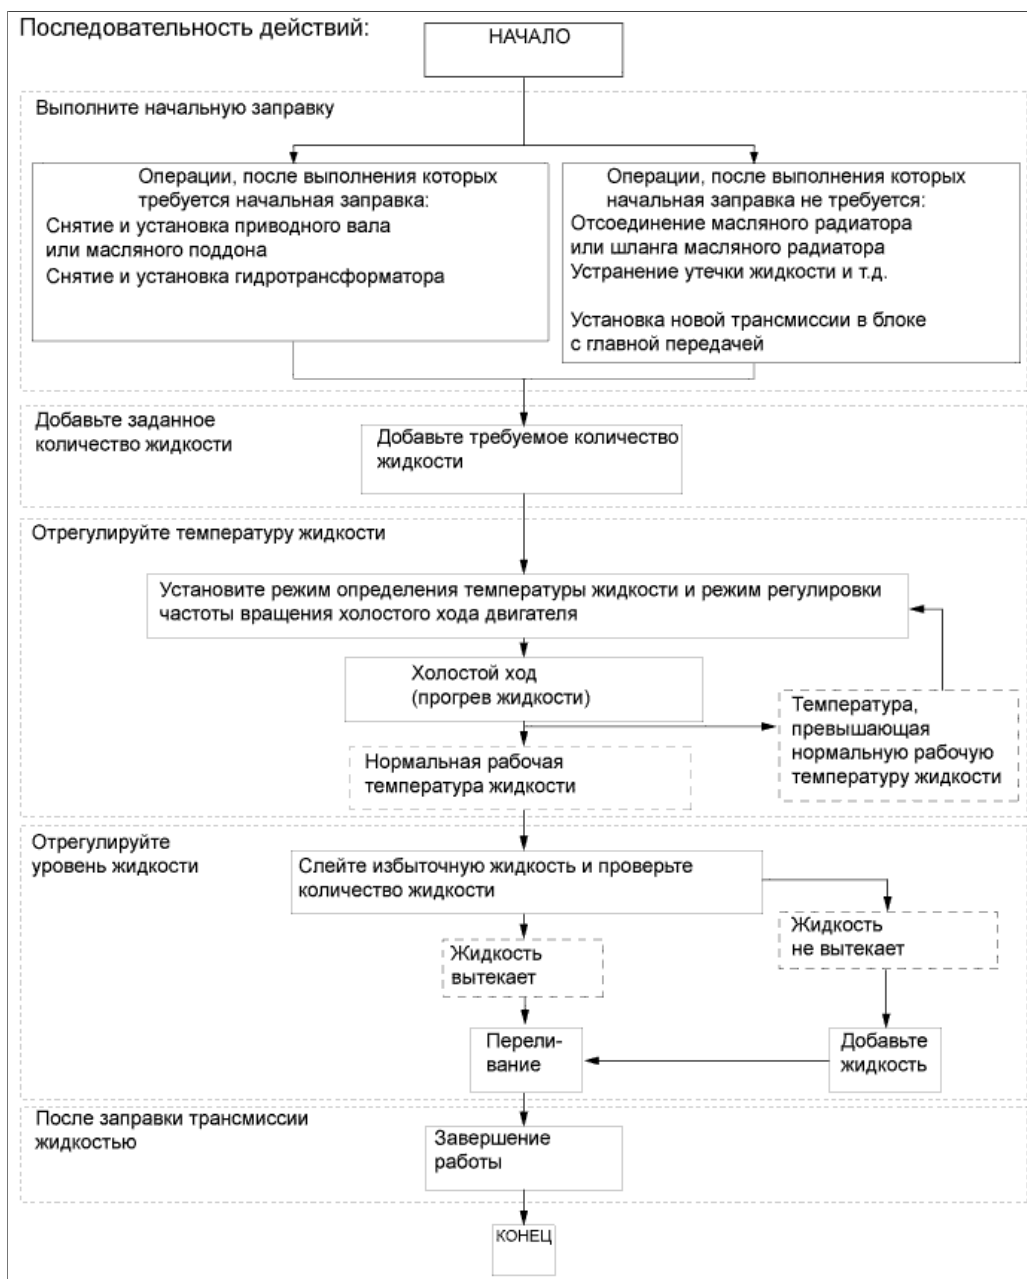 Последовательность действий:
НАЧАЛО
Выполните начальную заправку
Операции, после выполнения которых
требуется начальная заправка:
Снятие и установка приводного вала
или масляного поддона
Снятие и установка гидротрансформатора
Операции, после выполнения которых
начальная заправка не требуется:
Отсоединение масляного радиатора
или шланга масляного радиатора
Устранение утечки жидкости и т.д.
Установка новой трансмиссии в блоке
с главной передачей
Добавьте заданное
количество жидкости
Добавьте требуемое количество
жидкости
Отрегулируйте температуру жидкости
Установите режим определения температуры жидкости и режим регулировки
частоты вращения холостого хода двигателя
Холостой ход
(прогрев жидкости)
Температура,
превышающая
нормальную рабочую
температуру жидкости
Нормальная рабочая
температура жидкости
Отрегулируйте
уровень жидкости
Слейте избыточную жидкость и проверьте
количество жидкости
Жидкость
не вытекает
Жидкость
вытекает
Перели-
вание
Добавьте
жидкость
После заправки трансмиссии
жидкостью
Завершение
работы
КОНЕЦ